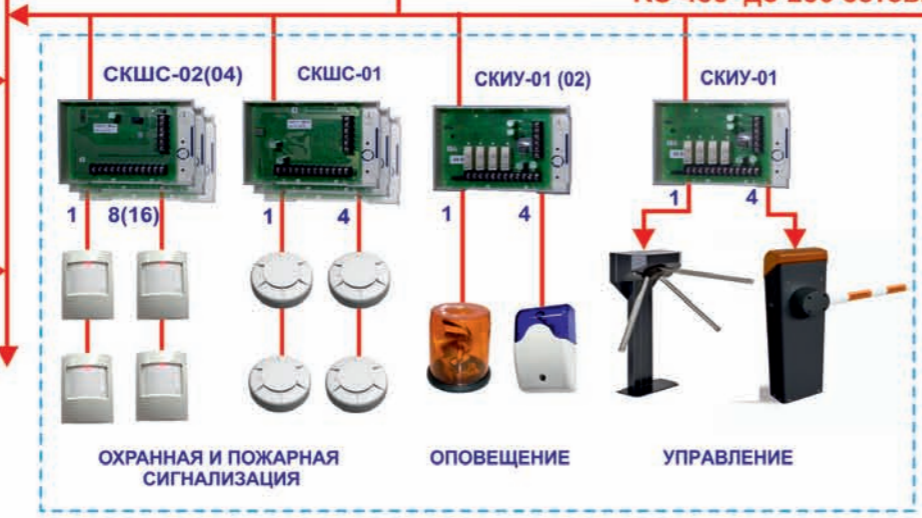 СКШС-02(04)
СКШС-01
СКИУ-01 (02)
СКИУ-01
1 8(16)
1 4
1 4
1 4
ОХРАННАЯ И ПОЖАРНАЯ
СИГНАЛИЗАЦИЯ
ОПОВЕЩЕНИЕ
УПРАВЛЕНИЕ